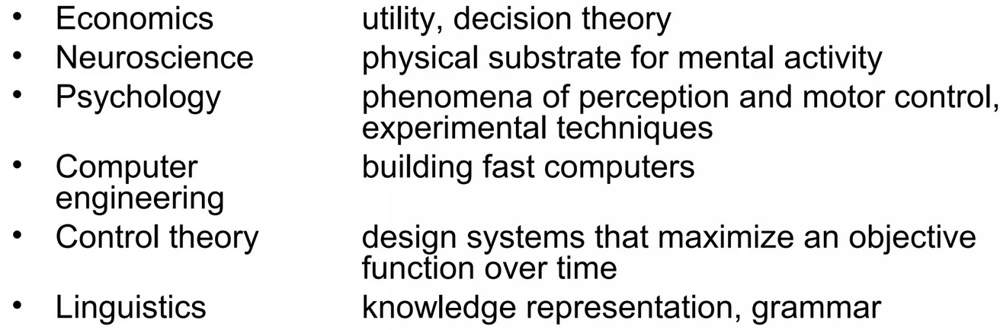 • Economics utility, decision theory
• Neuroscience physical substrate for mental activity
• Psychology phenomena of perception and motor control,
experimental techniques
• Computer building fast computers
engineering
• Control theory design systems that maximize an objective
function over time
• Linguistics knowledge representation, grammar